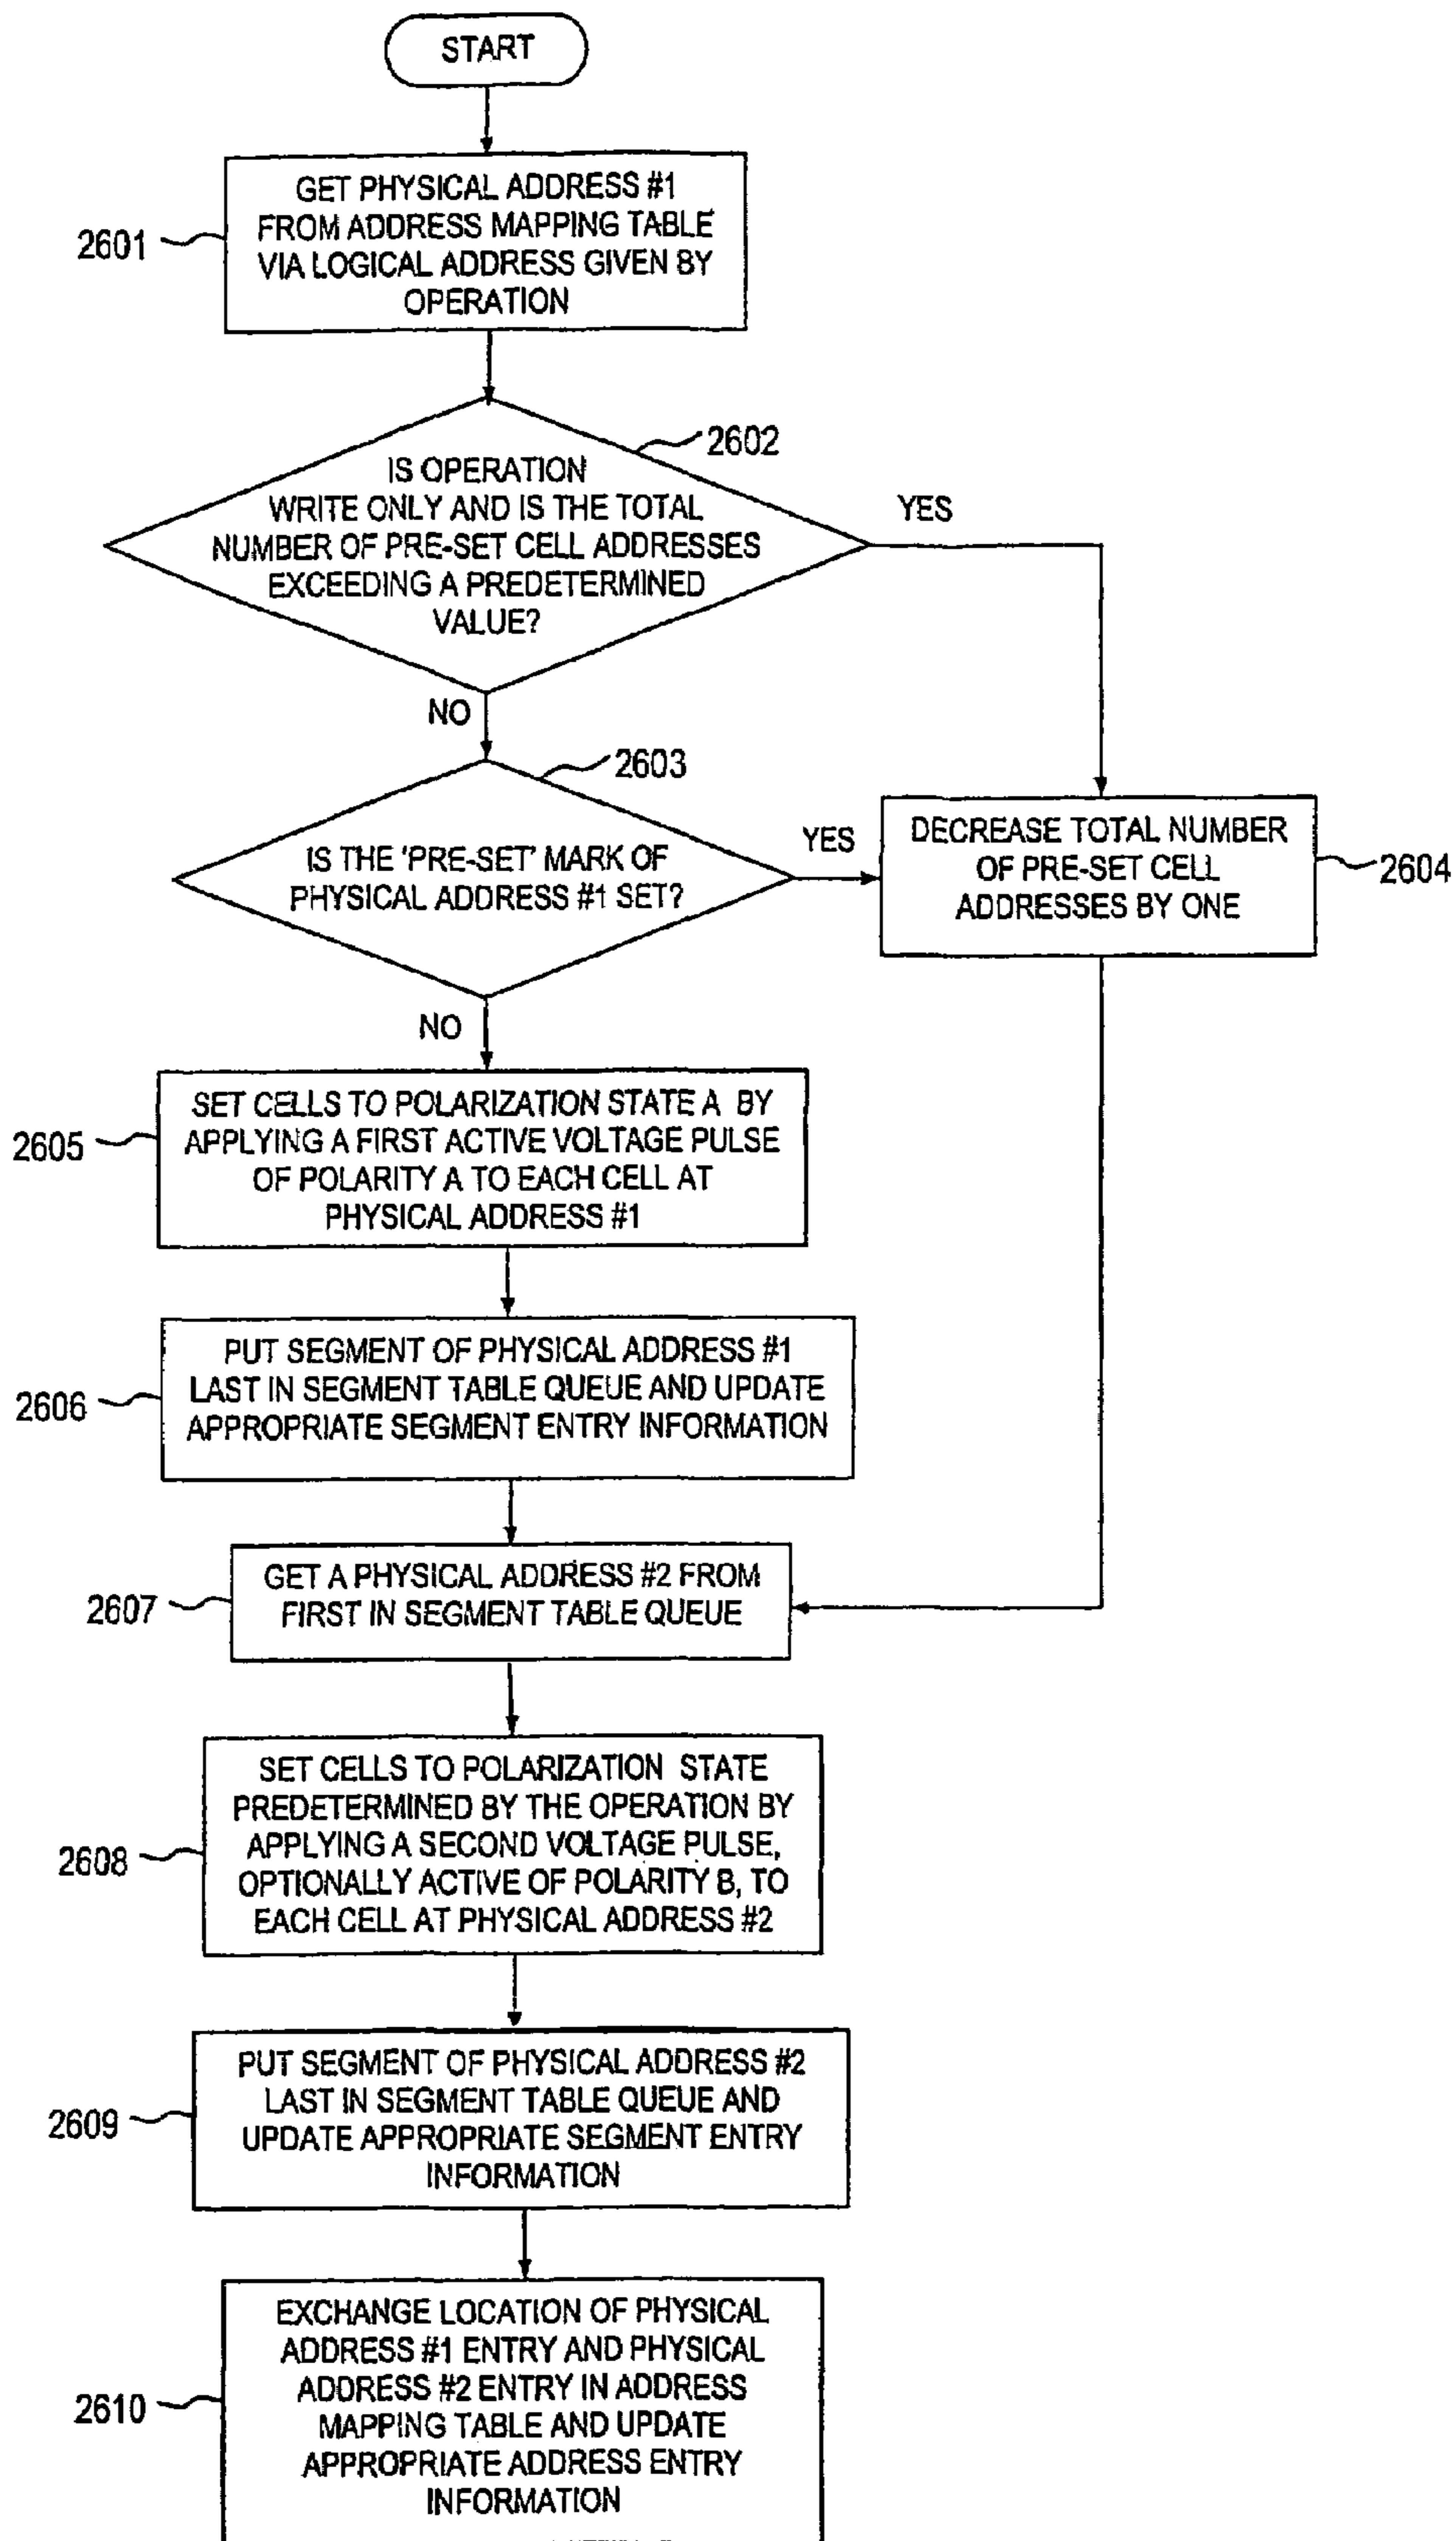 START
GET PHYSICAL ADDRESS #1
FROM ADDRESS MAPPING TABLE
VIA LOGICAL ADDRESS GIVEN BY
OPERATION
2601
2602
IS OPERATION
WRITE ONLY AND IS THE TOTAL
NUMBER OF PRE-SET CELL ADDRESSES
EXCEEDING A PREDETERMINED
VALUE?
YES
NO
2603
IS THE 'PRE-SET' MARK OF
PHYSICAL ADDRESS #1 SET?
YES
DECREASE TOTAL NUMBER
OF PRE-SET CELL
ADDRESSES BY ONE
2604
NO
SET CELLS TO POLARIZATION STATE A BY
APPLYING A FIRST ACTIVE VOLTAGE PULSE
OF POLARITY A TO EACH CELL AT
PHYSICAL ADDRESS #1
2605
PUT SEGMENT OF PHYSICAL ADDRESS #1
LAST IN SEGMENT TABLE QUEUE AND UPDATE
APPROPRIATE SEGMENT ENTRY INFORMATION
2606
GET A PHYSICAL ADDRESS #2 FROM
FIRST IN SEGMENT TABLE QUEUE
2607
SET CELLS TO POLARIZATION STATE
PREDETERMINED BY THE OPERATION BY
APPLYING A SECOND VOLTAGE PULSE,
OPTIONALLY ACTIVE OF POLARITY B, TO
EACH CELL AT PHYSICAL ADDRESS #2
2608
PUT SEGMENT OF PHYSICAL ADDRESS #2
LAST IN SEGMENT TABLE QUEUE AND
UPDATE APPROPRIATE SEGMENT ENTRY
INFORMATION
2609
EXCHANGE LOCATION OF PHYSICAL
ADDRESS #1 ENTRY AND PHYSICAL
ADDRESS #2 ENTRY IN ADDRESS
MAPPING TABLE AND UPDATE
APPROPRIATE ADDRESS ENTRY
INFORMATION
2610